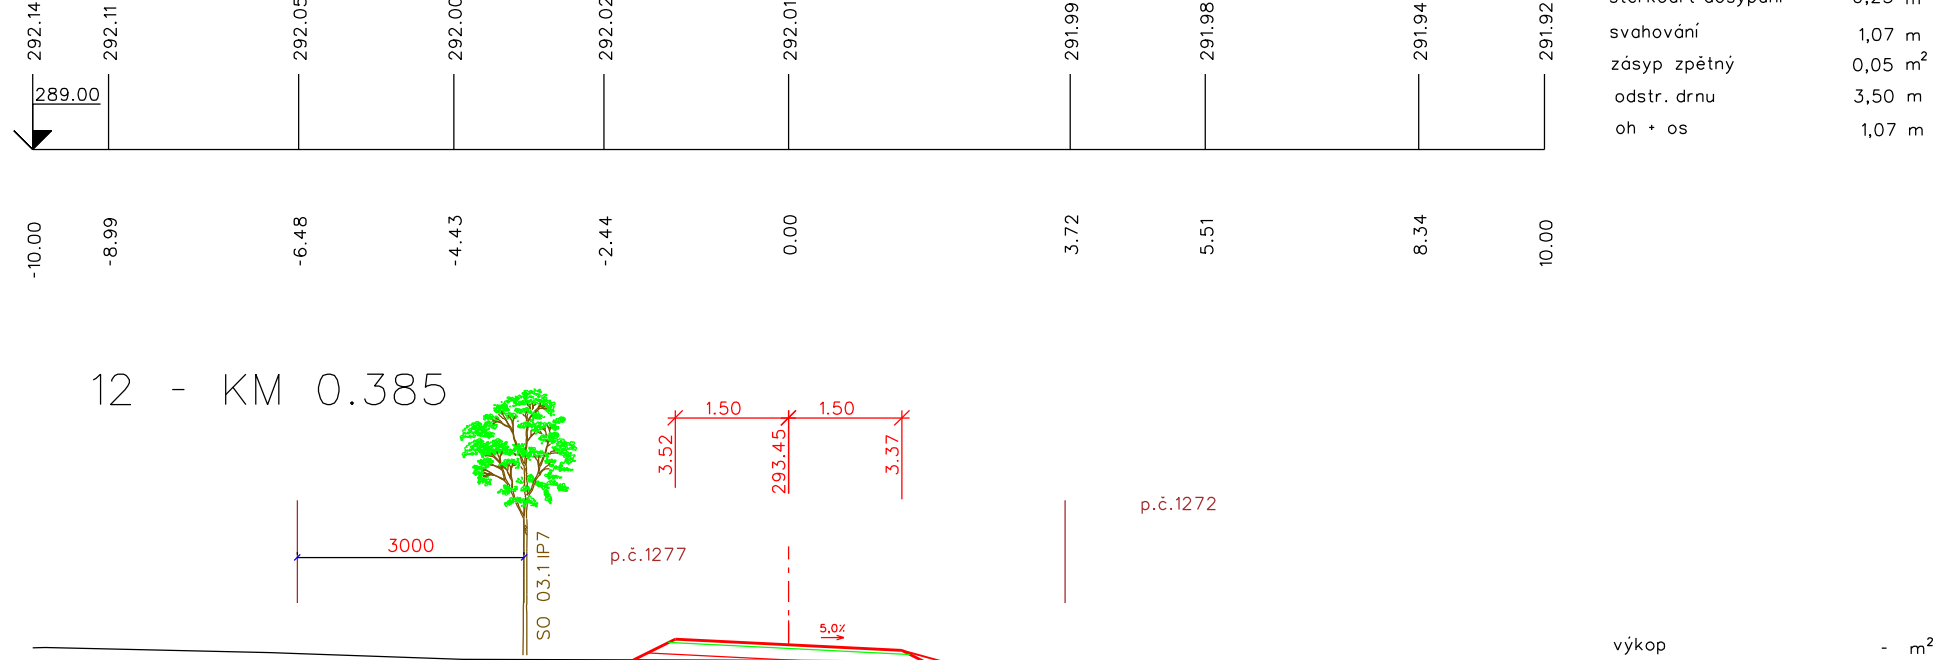 292.14 292.11 292.05 292.00 292.02 292.01 291.99 291.98 291.94 291.92
svahování 1,07 m
zásyp zpětný 0,05 m²
289.00
odstr. drnu 3,50 m
oh + os 1,07 m
-10.00 -8.99 -6.48 -4.43 -2.44 0.00 3.72 5.51 8.34 10.00
12 - KM 0.385
1.50 1.50
3.52 293.45 3.37
p.č.1272
3000
p.č.1277
SO 03.1 IP7
5,0%
výkop - m²